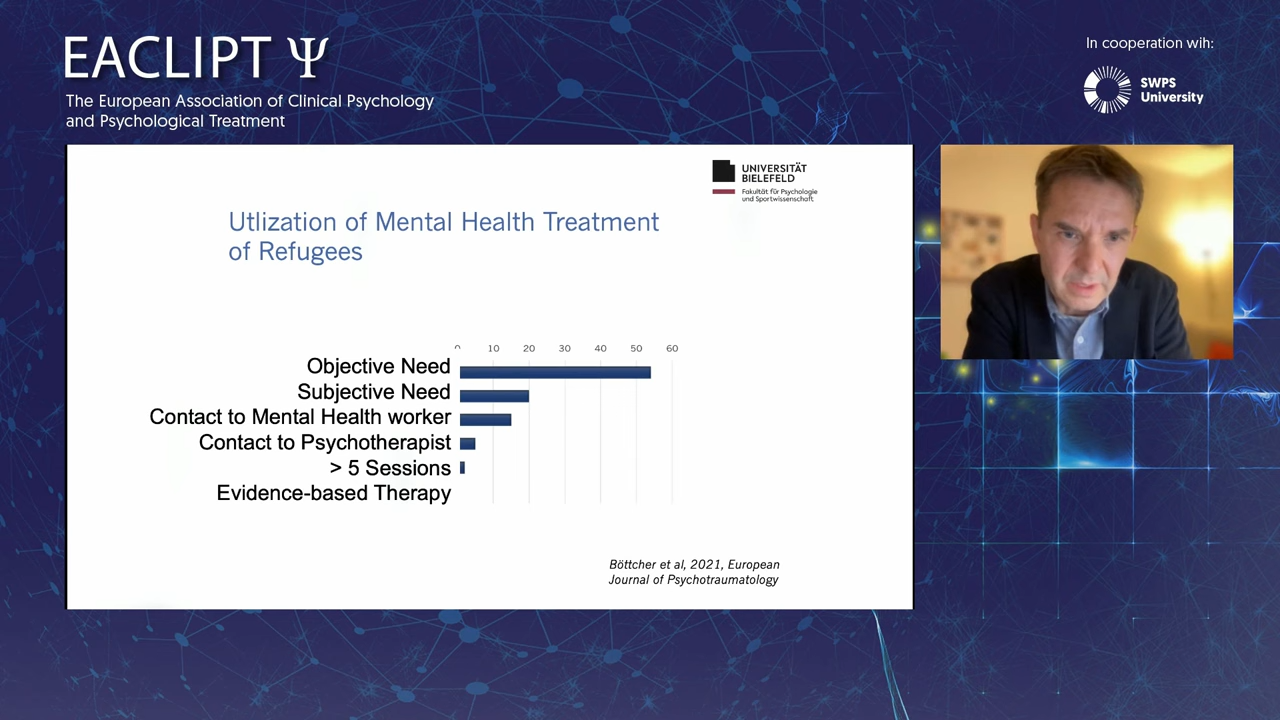 EACLIPT Ψ
The European Association of Clinical Psychology
and Psychological Treatment
In cooperation wih:
SWPS
University
UNIVERSITÄT
BIELEFELD
Fakultät für Psychologie
und Sportwissenschaft
Utlization of Mental Health Treatment
of Refugees
0 10 20 30 40 50 60
Objective Need
Subjective Need
Contact to Mental Health worker
Contact to Psychotherapist
> 5 Sessions
Evidence-based Therapy
Böttcher et al, 2021, European
Journal of Psychotraumatology